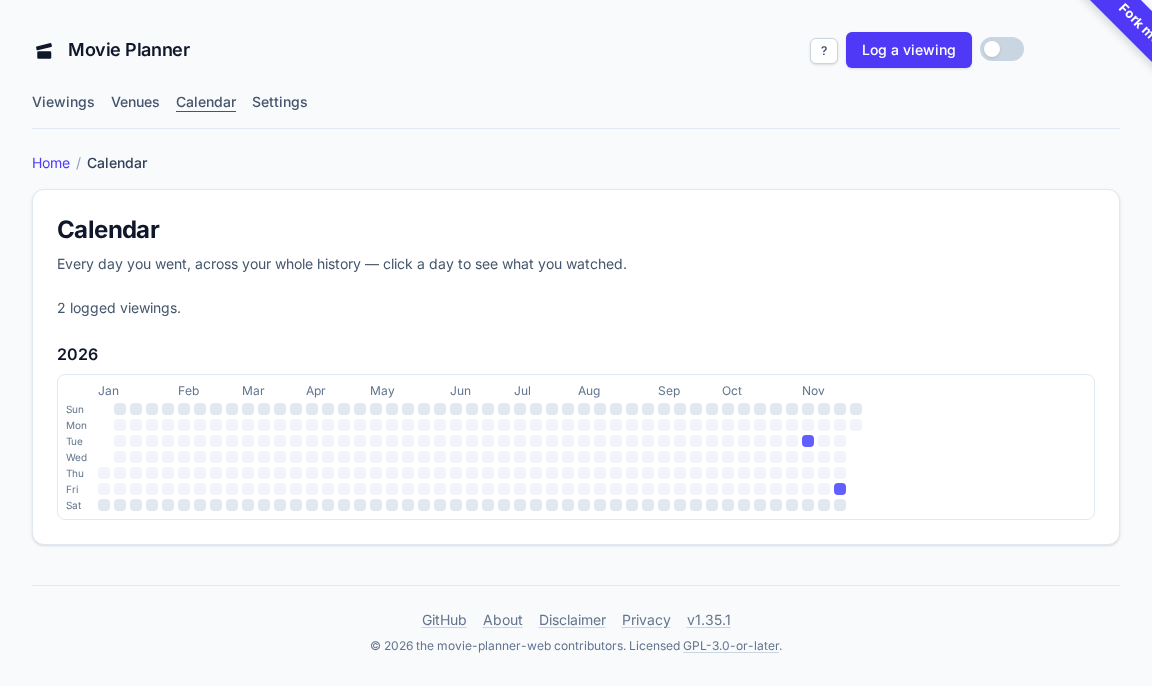 Fork m
Movie Planner
? Log a viewing
Viewings Venues Calendar Settings
Home / Calendar
Calendar
Every day you went, across your whole history — click a day to see what you watched.
2 logged viewings.
2026
Jan Feb Mar Apr May Jun Jul Aug Sep Oct Nov
Sun
Mon
Tue
Wed
Thu
Fri
Sat
GitHub About Disclaimer Privacy v1.35.1
© 2026 the movie-planner-web contributors. Licensed GPL-3.0-or-later.